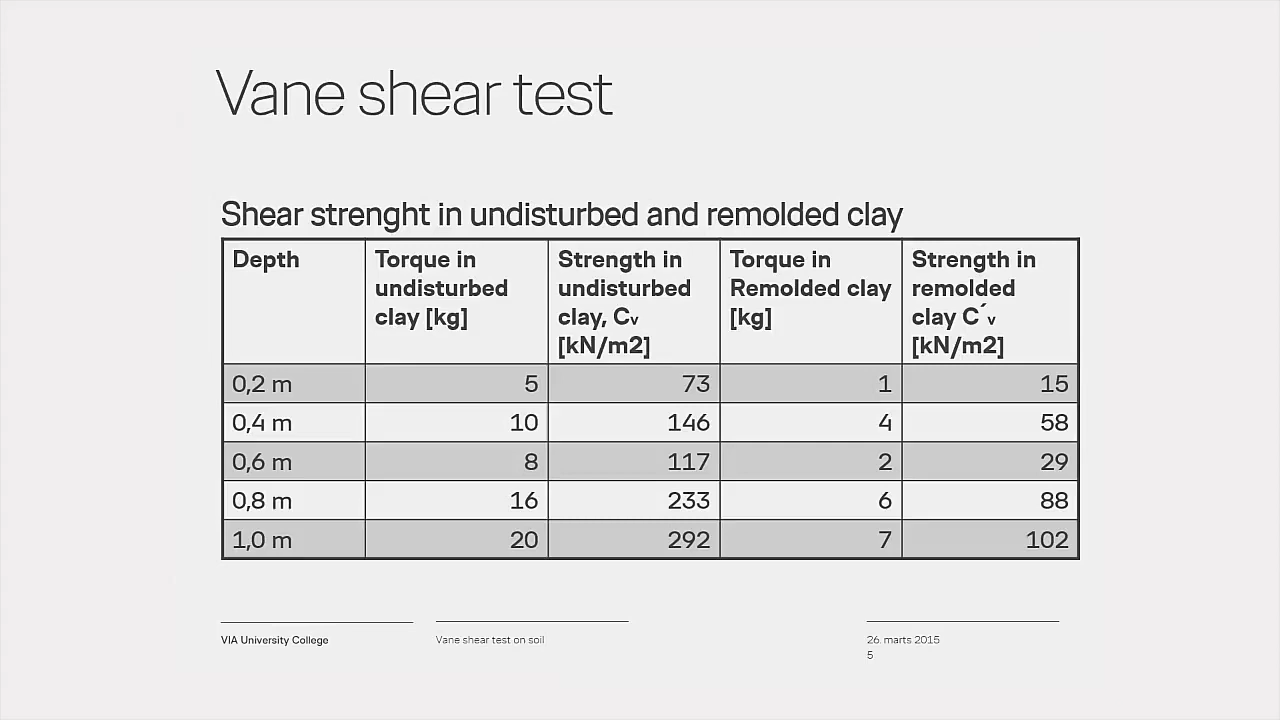 Vane shear test
Shear strenght in undisturbed and remolded clay
Depth
Torque in
undisturbed
clay [kg]
Strength in
undisturbed
clay, Cv
[kN/m2]
Torque in
Remolded clay
[kg]
Strength in
remolded
clay C´v
[kN/m2]
0,2 m 5 73 1 15
0,4 m 10 146 4 58
0,6 m 8 117 2 29
0,8 m 16 233 6 88
1,0 m 20 292 7 102
VIA University College
Vane shear test on soil
26. marts 2015
5